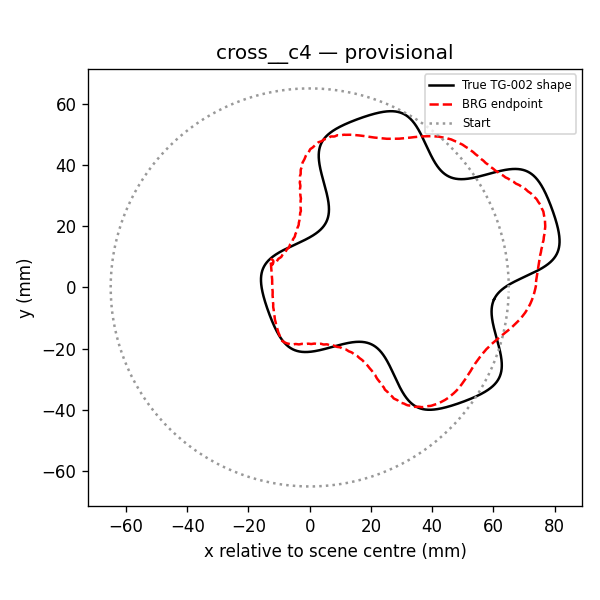 cross__c4 — provisional
True TG-002 shape
BRG endpoint
Start
60
40
20
0
−20
−40
−60
y (mm)
−60 −40 −20 0 20 40 60 80
x relative to scene centre (mm)